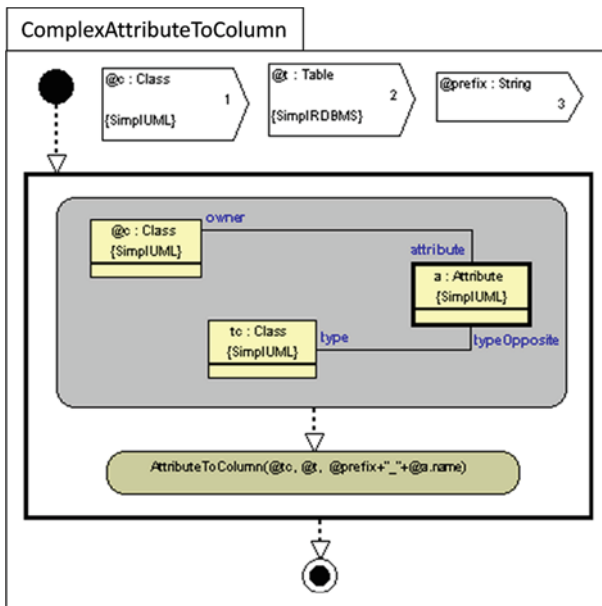 ComplexAttributeToColumn
@c : Class
1
{SimplUML}
@t : Table
2
{SimplRDBMS}
@prefix : String
3
owner
@c : Class
{SimplUML}
attribute
a : Attribute
{SimplUML}
tc : Class
{SimplUML}
type
typeOpposite
AttributeToColumn(@tc, @t, @prefix+"_"+@a.name)